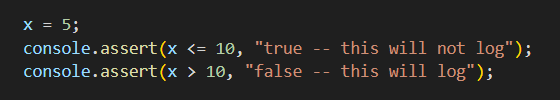 x = 5;
console.assert(x <= 10, "true -- this will not log");
console.assert(x > 10, "false -- this will log");